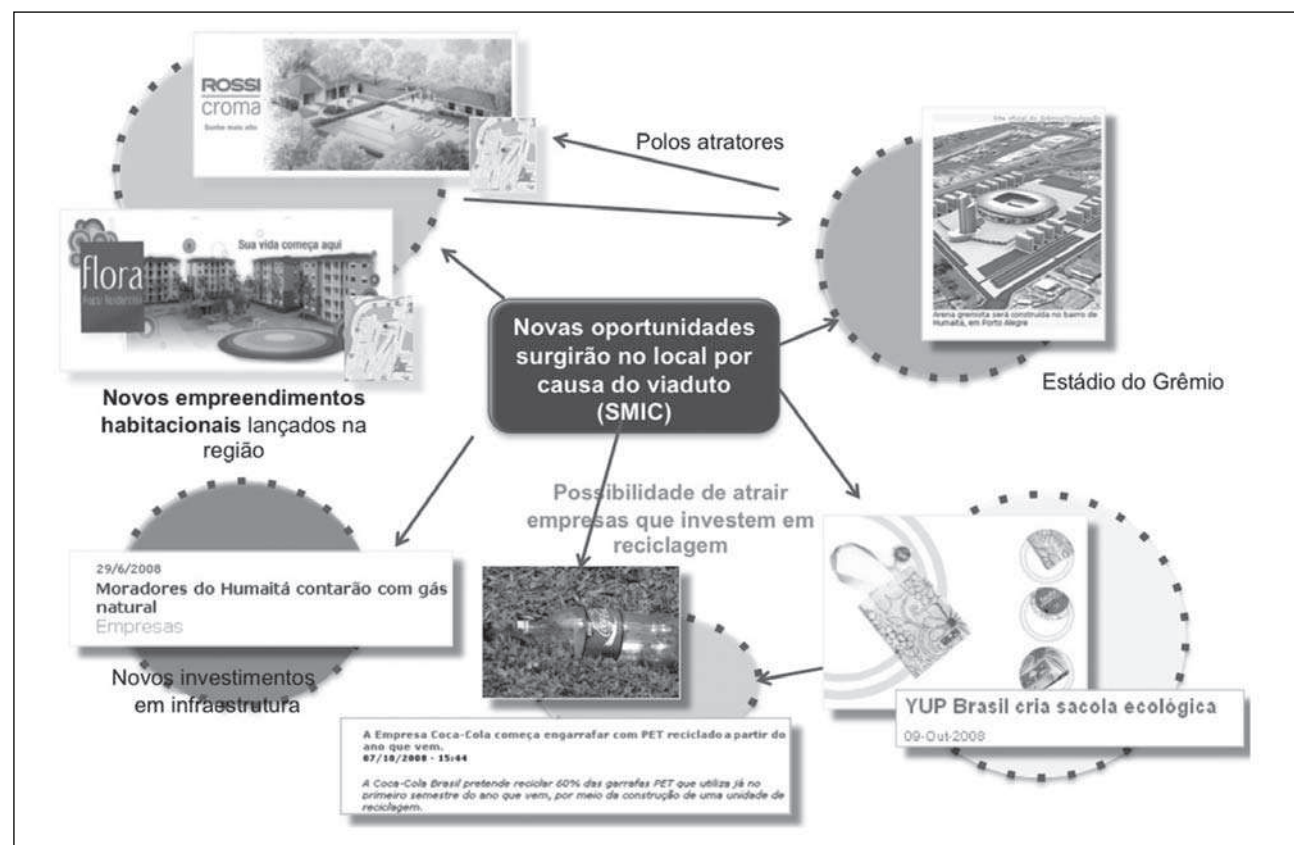 ROSSI
croma
Sonhe mais alto
Polos atratores
Sua vida começa aqui
flora
Arena gremista será construída no bairro de
Humaitá, em Porto Alegre
Estádio do Grêmio
Novas oportunidades
surgirão no local por
causa do viaduto
(SMIC)
Novos empreendimentos
habitacionais lançados na
região
Possibilidade de atrair
empresas que investem em
reciclagem
29/6/2008
Moradores do Humaitá contarão com gás
natural
Empresas
Novos investimentos
em infraestrutura
YUP Brasil cria sacola ecológica
09-Out-2008
A Empresa Coca-Cola começa engarrafar com PET reciclado a partir do
ano que vem.
07/10/2008 - 15:44
A Coca-Cola Brasil pretende reciclar 60% das garrafas PET que utiliza já no
primeiro semestre do ano que vem, por meio da construção de uma unidade de
reciclagem.